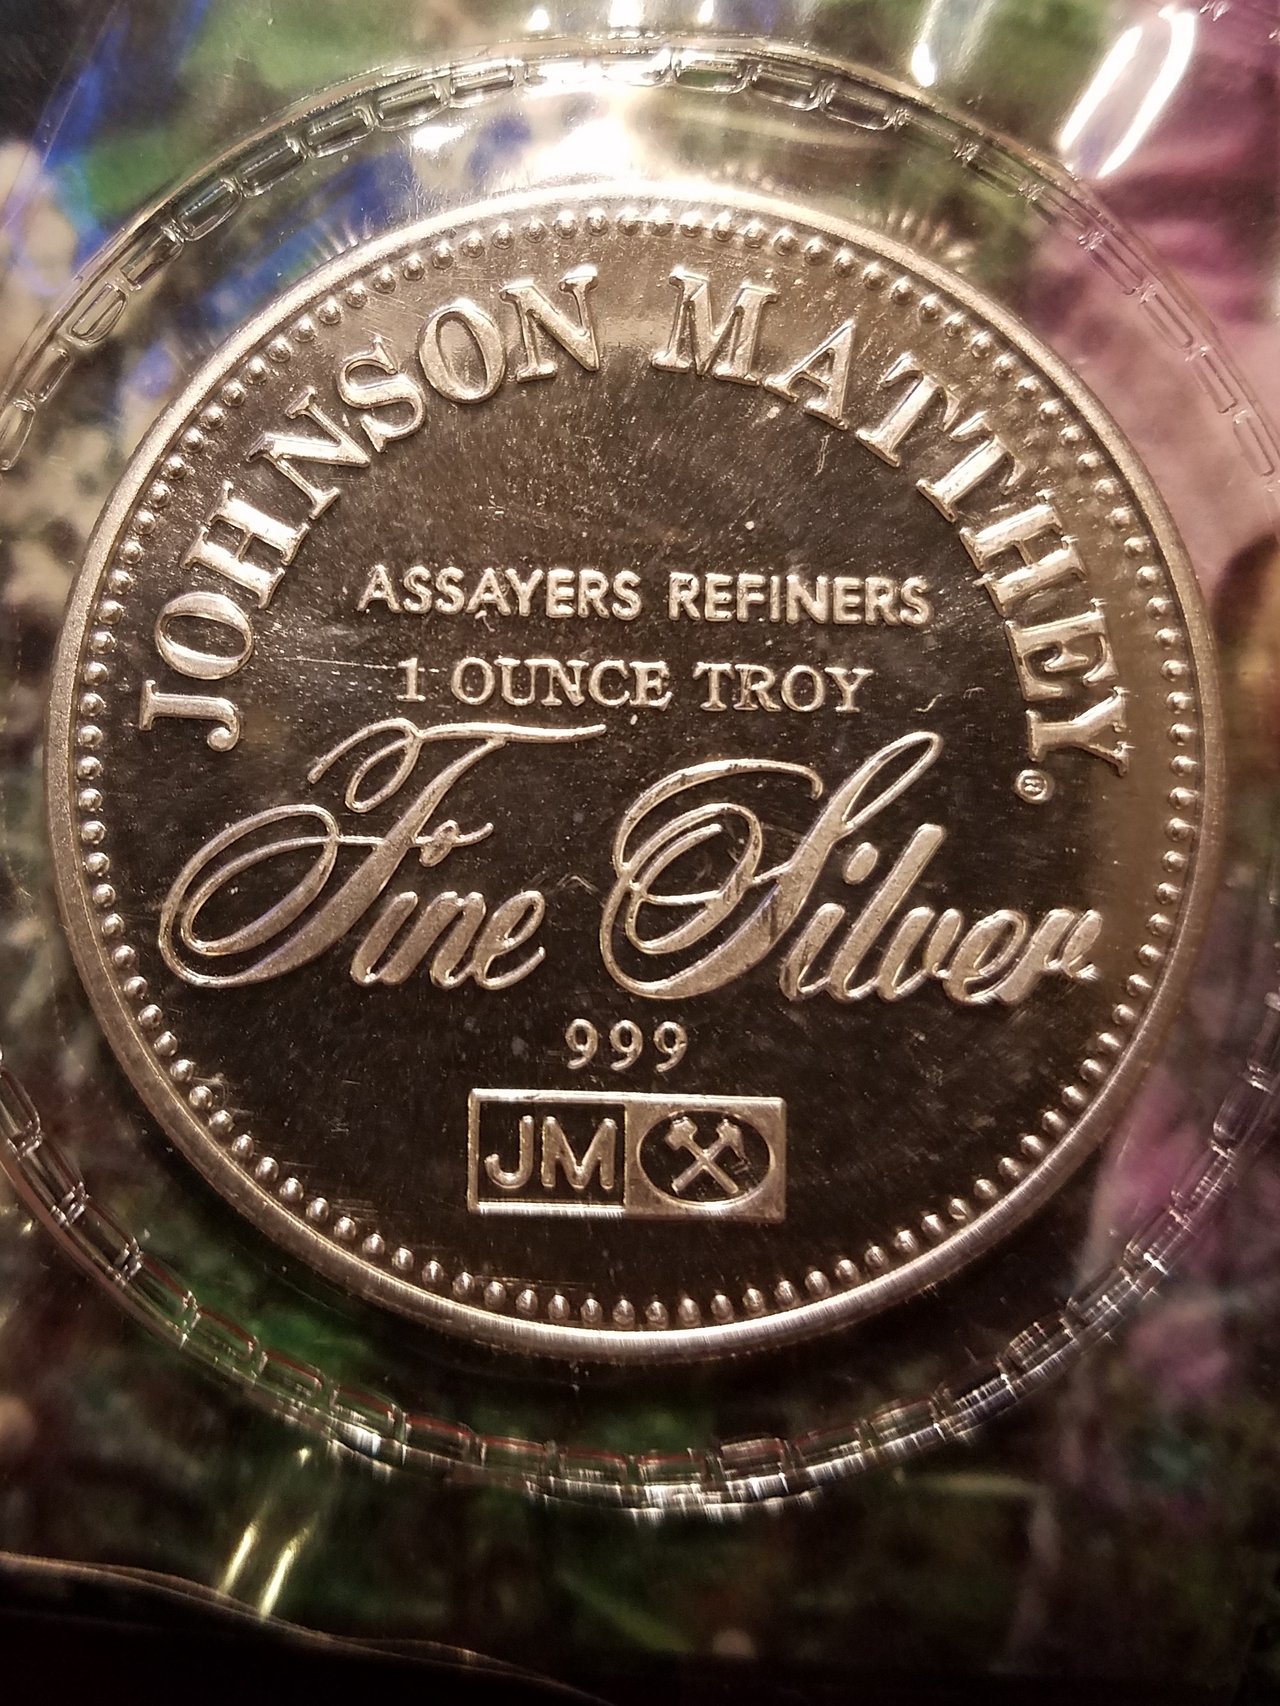 JOHNSON MATTHEY®
ASSAYERS REFINERS
1 OUNCE TROY
Fine Silver
999
JM